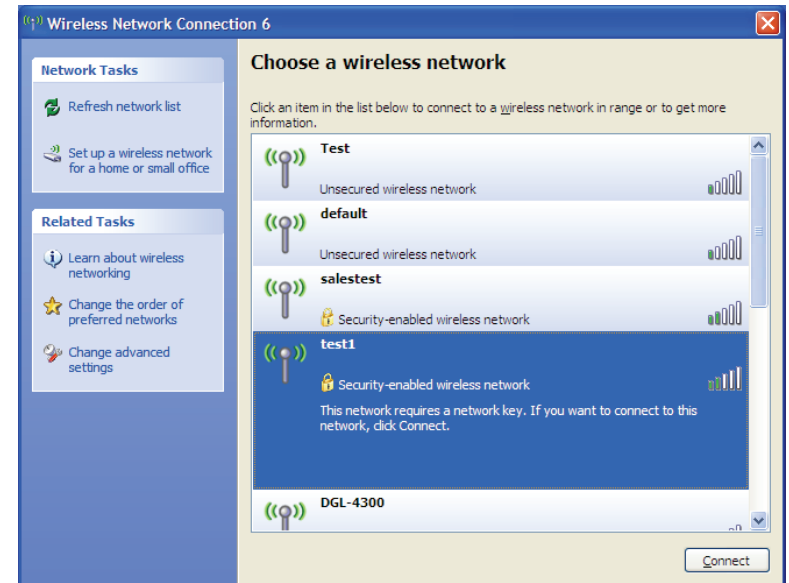 Wireless Network Connection 6
Network Tasks
Refresh network list
Set up a wireless network
for a home or small office
Related Tasks
Learn about wireless
networking
Change the order of
preferred networks
Change advanced
settings
Choose a wireless network
Click an item in the list below to connect to a wireless network in range or to get more
information.
Test
Unsecured wireless network
default
Unsecured wireless network
salestest
Security-enabled wireless network
test1
Security-enabled wireless network
This network requires a network key. If you want to connect to this
network, click Connect.
DGL-4300
Connect